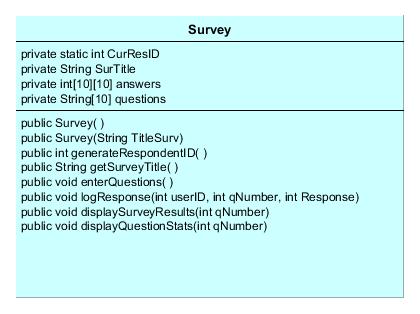 Survey
private static int CurResID
private String SurTitle
private int[10][10] answers
private String[10] questions
public Survey( )
public Survey(String TitleSurv)
public int generateRespondentID( )
public String getSurveyTitle( )
public void enterQuestions( )
public void logResponse(int userID, int qNumber, int Response)
public void displaySurveyResults(int qNumber)
public void displayQuestionStats(int qNumber)